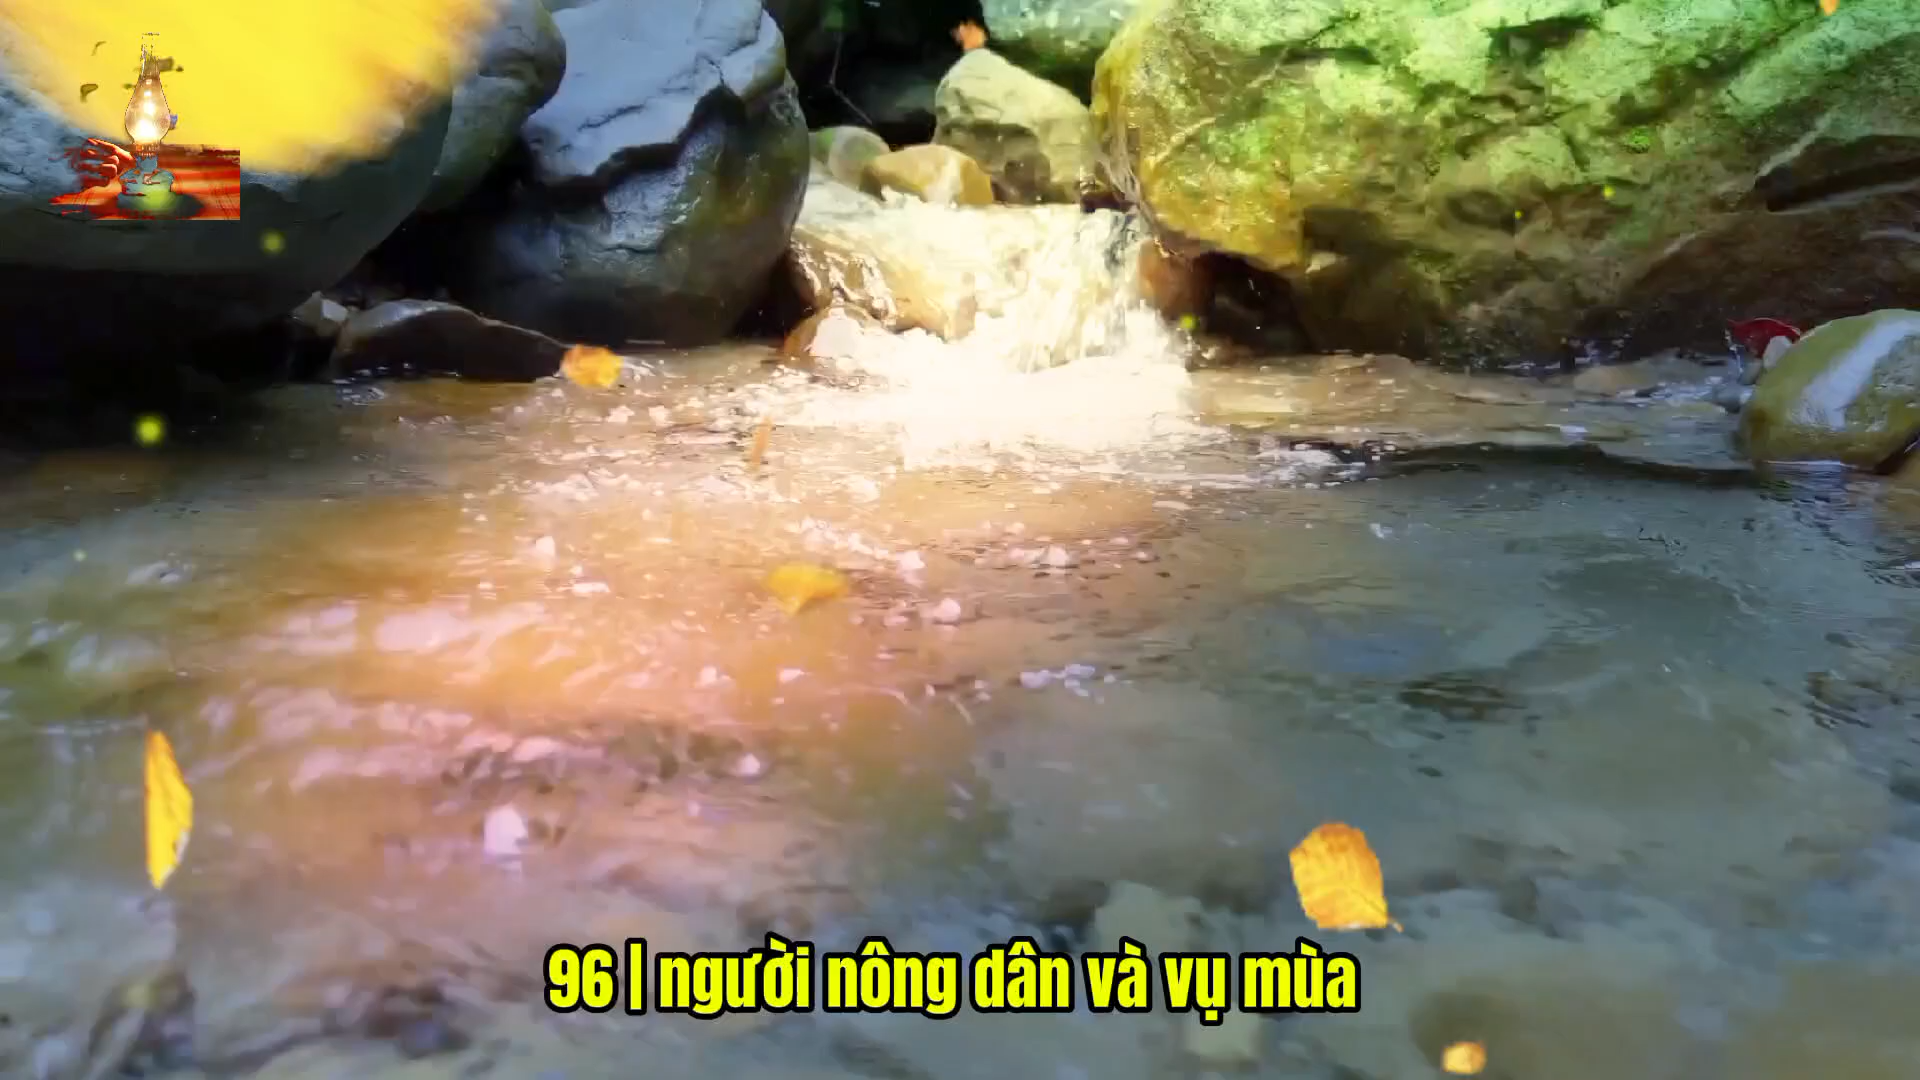 96 | người nông dân và vụ mùa